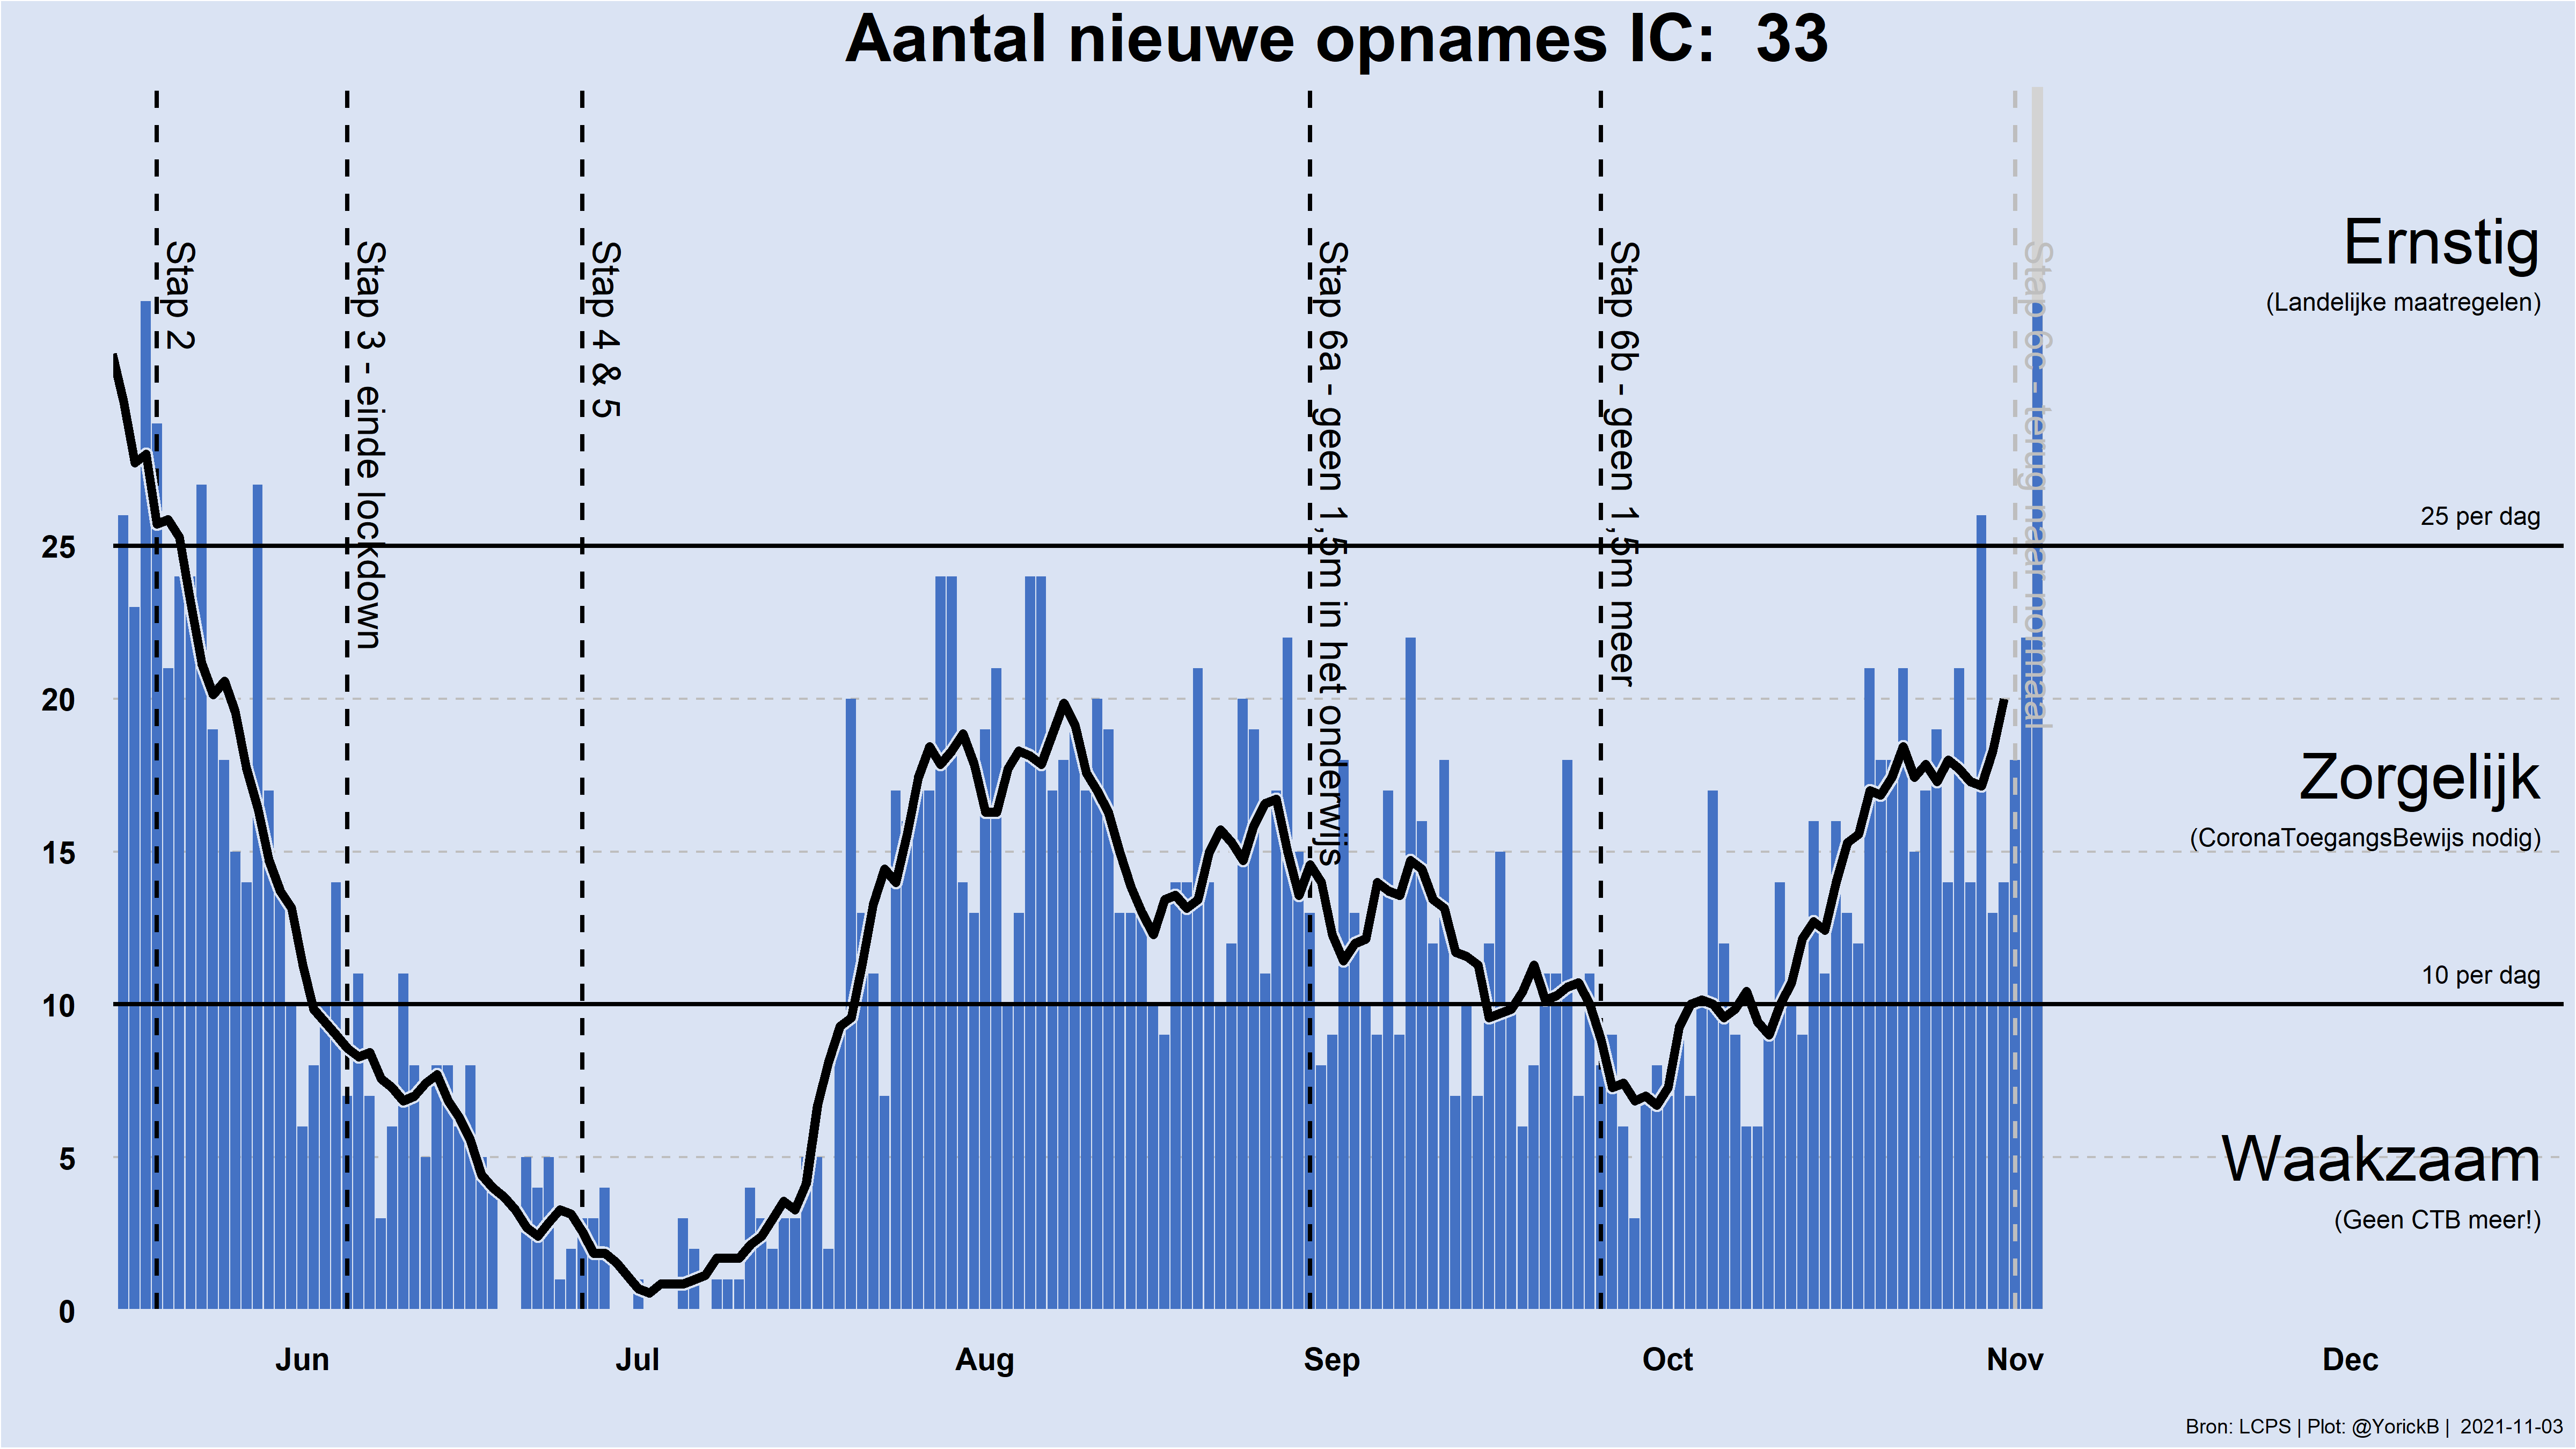 Aantal nieuwe opnames IC: 33
Stap 2
Stap 3 - einde lockdown
Stap 4 & 5
Stap 6a - geen 1,5m in het onderwijs
Stap 6b - geen 1,5m meer
Stap 6c - terug naar normaal
Ernstig
(Landelijke maatregelen)
25 per dag
Zorgelijk
(CoronaToegangsBewijs nodig)
10 per dag
Waakzaam
(Geen CTB meer!)
25
20
15
10
5
0
Jun Jul Aug Sep Oct Nov Dec
Bron: LCPS | Plot: @YorickB | 2021-11-03